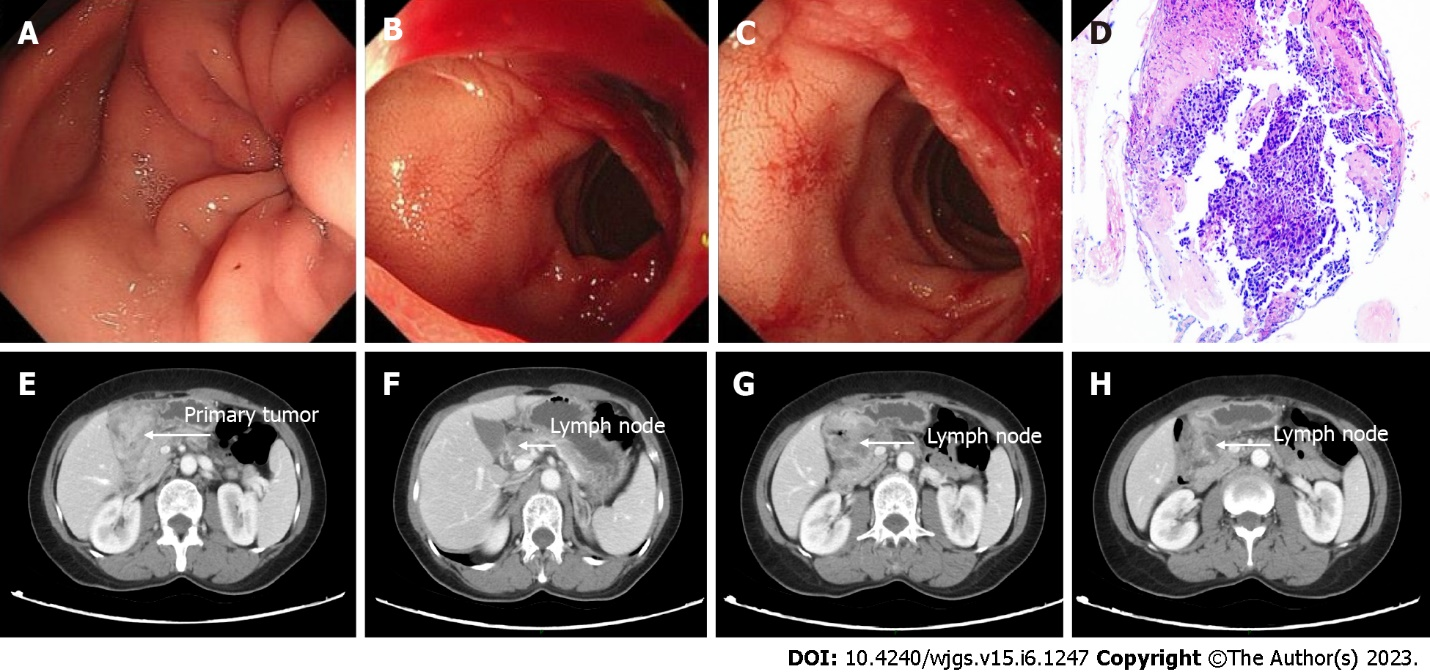 A
B
C
D
E
Primary tumor
F
Lymph node
G
Lymph node
H
Lymph node
DOI: 10.4240/wjgs.v15.i6.1247 Copyright ©The Author(s) 2023.